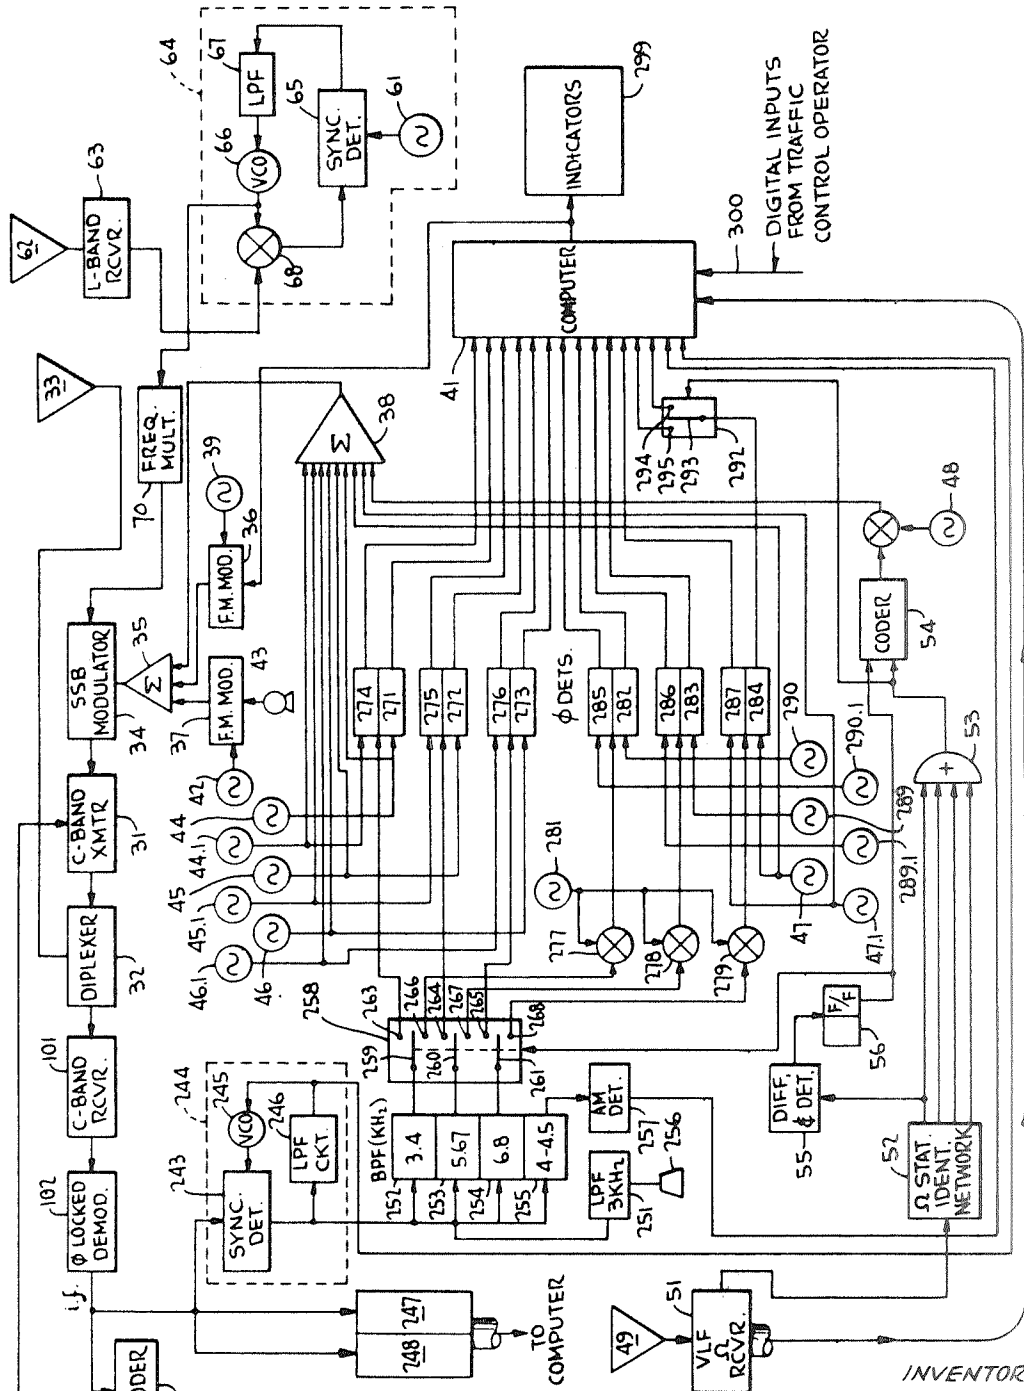 62
L-BAND
RCVR.
63
64
67
LPF
66
VCO
65
SYNC.
DET.
61
68
33
FREQ.
MULT.
70
INDICATORS
299
300
DIGITAL INPUTS
FROM TRAFFIC
CONTROL OPERATOR
COMPUTER
41
SSB
MODULATOR
34
Σ
35
F.M. MOD.
36
39
F.M. MOD.
37
43
42
Σ
38
C-BAND
XMTR
31
DIPLEXER
32
C-BAND
RCVR.
101
Φ LOCKED
DEMOD.
102
i.f.
44
44.1
45
45.1
46
46.1
274
271
275
272
276
273
Φ DETS.
285
282
286
283
287
284
294
295
293
292
48
CODER
54
290
290.1
289
289.1
47
47.1
281
277
278
279
+
53
258
263
266
264
267
265
268
259
260
261
244
245
VCO
246
LPF
CKT.
243
SYNC.
DET.
BPF(KHz)
252
3.4
253
5.67
254
6.8
255
4-4.5
AM
DET.
257
LPF
3KHz
251
256
DIFF.
& DET.
55
F/F
56
52
Ω STAT.
IDENT.
NETWORK
247
248
TO
COMPUTER
49
51
VLF
Ω
RCVR.
ODER
INVENTOR